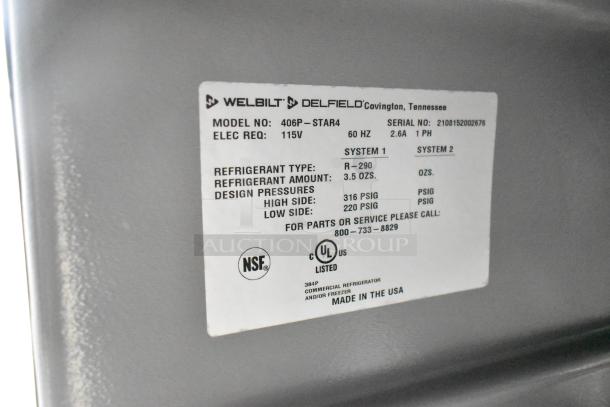 WELBILT DELFIELD Covington, Tennessee
MODEL NO: 406P-STAR4 SERIAL NO: 2108152002676
ELEC REQ: 115V 60 HZ 2.6A 1 PH
SYSTEM 1 SYSTEM 2
REFRIGERANT TYPE: R-290
REFRIGERANT AMOUNT: 3.5 OZS. OZS.
DESIGN PRESSURES
HIGH SIDE: 316 PSIG PSIG
LOW SIDE: 220 PSIG PSIG
FOR PARTS OR SERVICE PLEASE CALL:
800-733-8829
AUCTION GROUP
NSF®
C UL US
LISTED
384P
COMMERCIAL REFRIGERATOR
AND/OR FREEZER
MADE IN THE USA